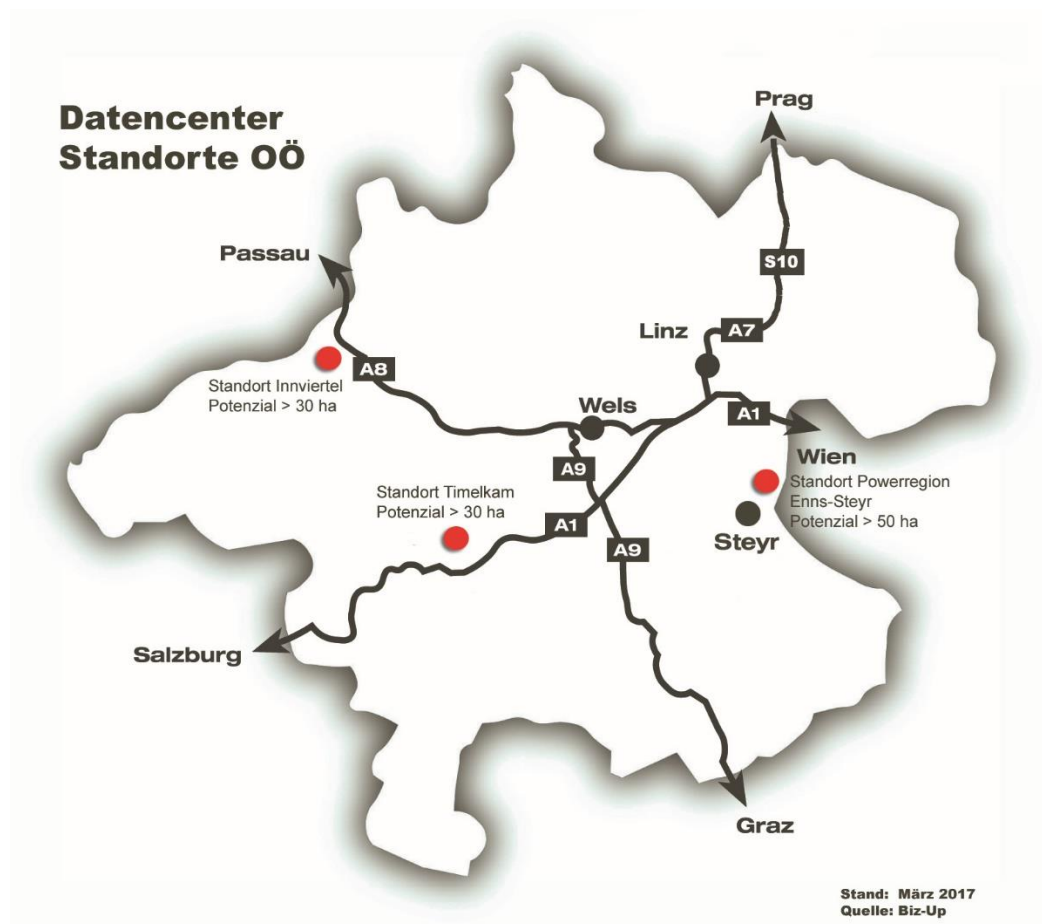 Datencenter
Standorte OÖ
Prag
Passau
S10
Linz
A7
A8
Standort Innviertel
Potenzial > 30 ha
Wels
A1
Wien
A9
Standort Powerregion
Enns-Steyr
Potenzial > 50 ha
Standort Timelkam
Potenzial > 30 ha
A1
Steyr
A9
Salzburg
Graz
Stand: März 2017
Quelle: Biz-Up